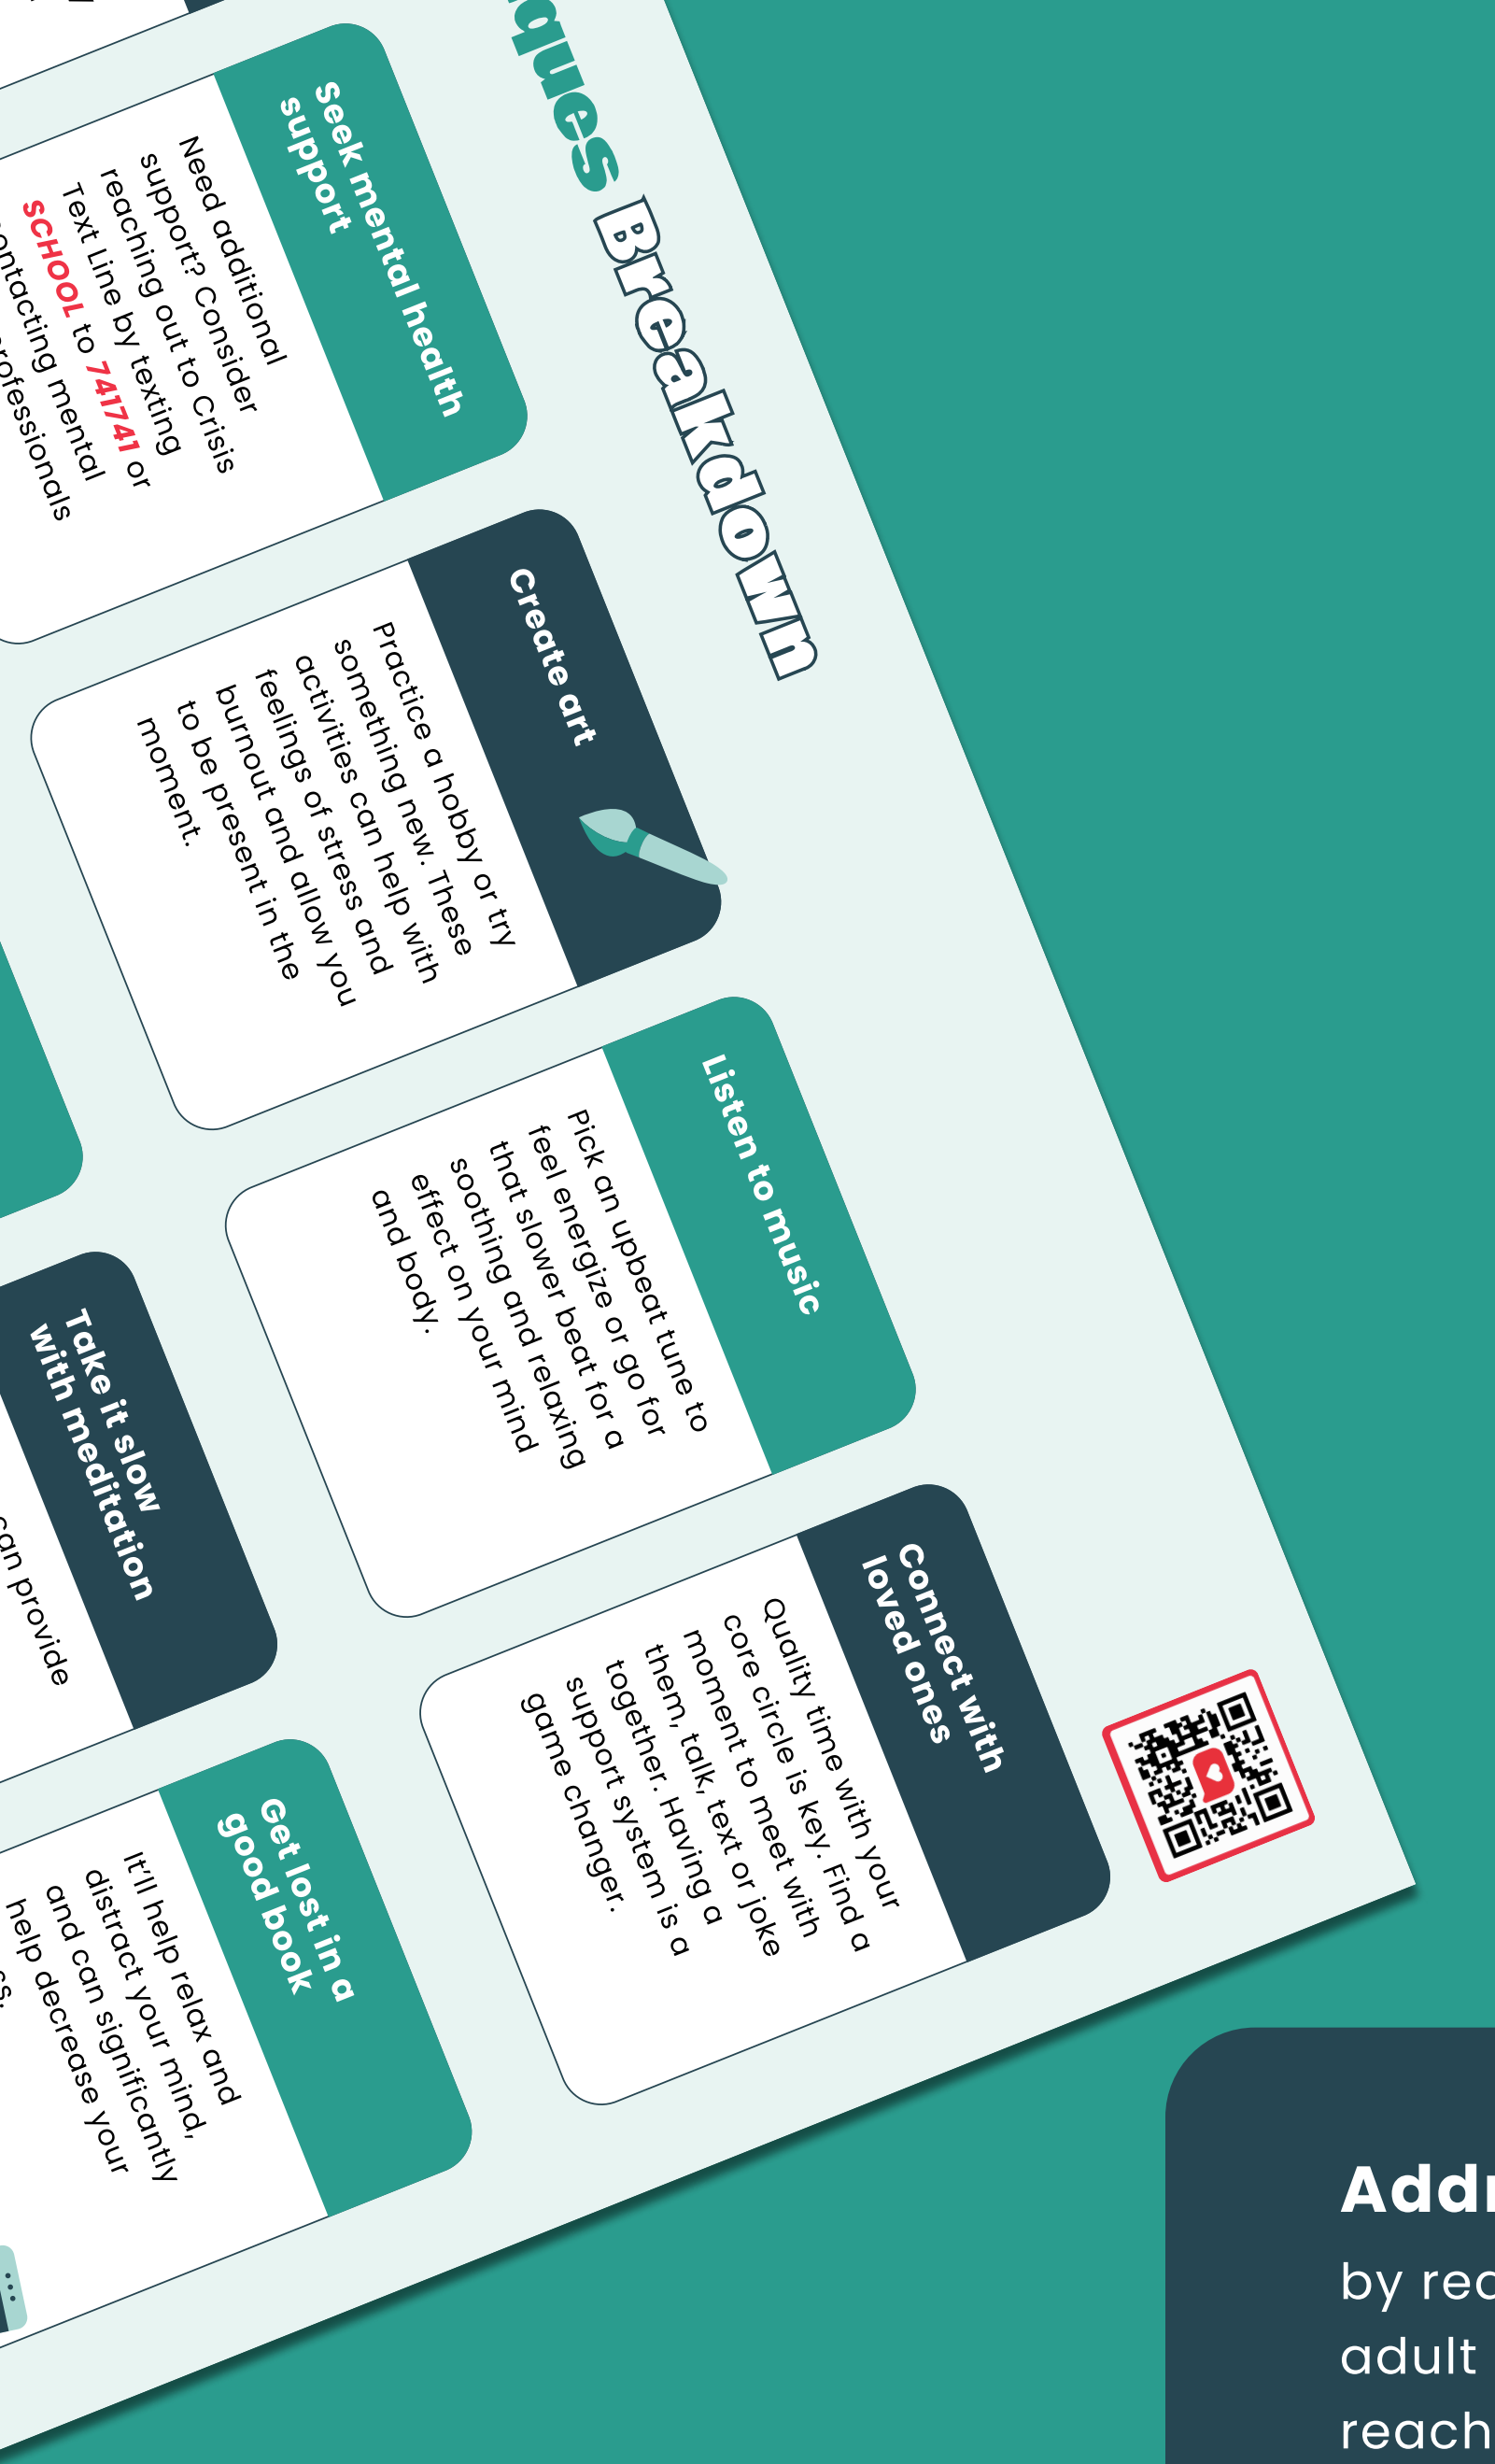 ques Breakdown
Seek mental health
support
Need additional
support? Consider
reaching out to Crisis
Text Line by texting
SCHOOL to 741741 or
contacting mental
professionals
Create art
Practice a hobby or try
something new. These
activities can help with
feelings of stress and
burnout and allow you
to be present in the
moment.
Listen to music
Pick an upbeat tune to
feel energize or go for
that slower beat for a
soothing and relaxing
effect on your mind
and body.
Connect with
loved ones
Quality time with your
core circle is key. Find a
moment to meet with
them, talk, text or joke
together. Having a
support system is a
game changer.
Take it slow
with meditation
can provide
Get lost in a
good book
It'll help relax and
distract your mind,
and can significantly
help decrease your
Addr
by rea
adult
reach